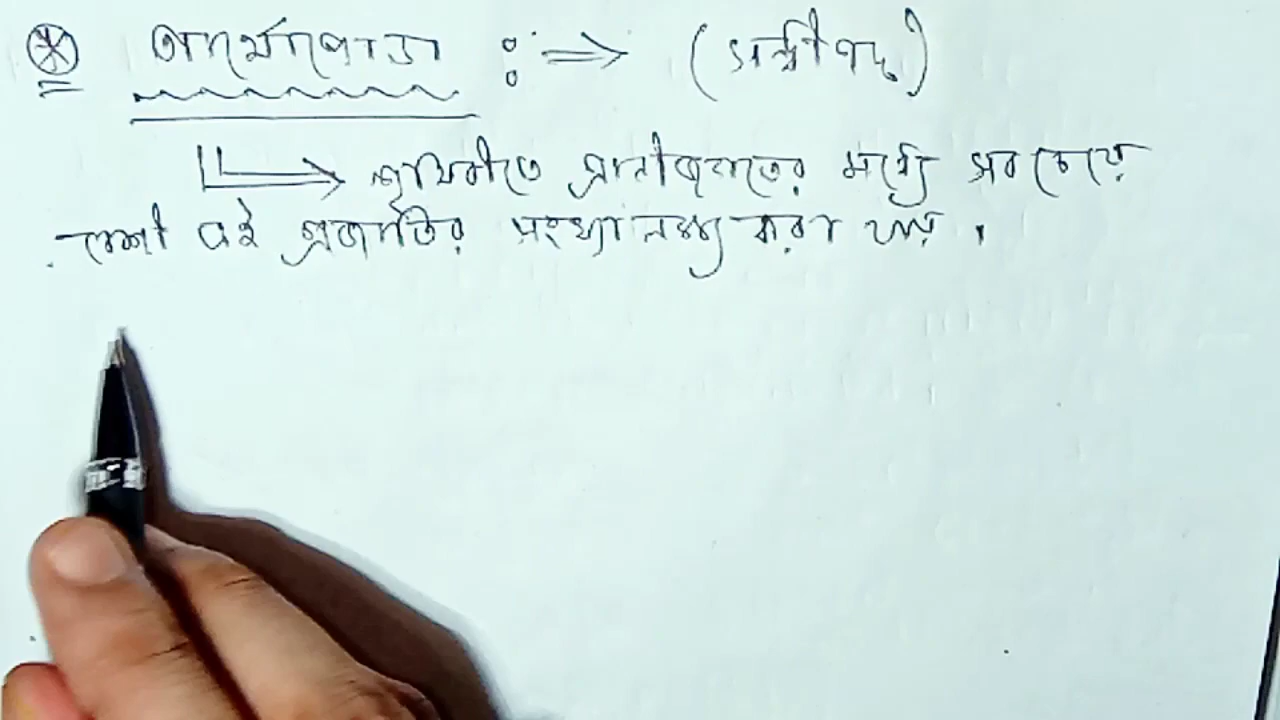 আর্থোপোডা :⇒ (সন্ধীপদ)
পৃথিবীতে প্রানীজগতের মধ্যে সবচেয়ে
বেশী এই প্রজাতির সংখ্যা লক্ষ্য করা যায় ।